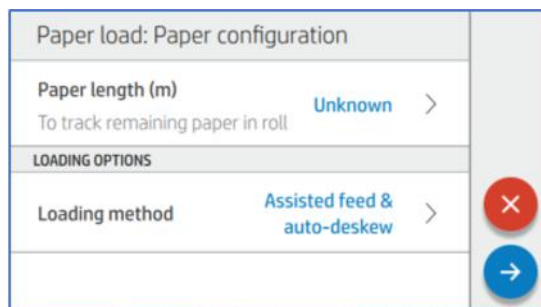 Paper load: Paper configuration
Paper length (m)
Unknown
To track remaining paper in roll
LOADING OPTIONS
Loading method
Assisted feed &
auto-deskew